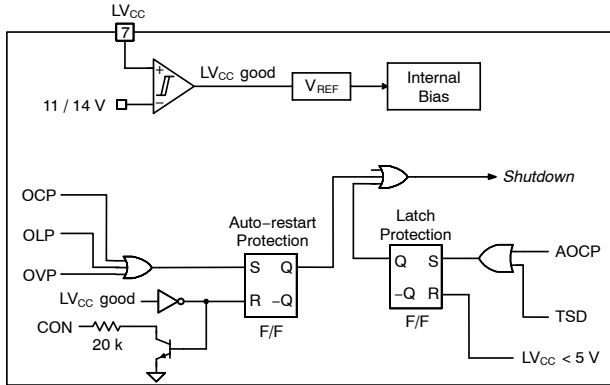 LVCC
7
LVCC good
11 / 14 V
VREF
Internal
Bias
Shutdown
OCP
OLP
OVP
Auto-restart
Protection
S Q
R -Q
F/F
LVCC good
CON
20 k
Latch
Protection
Q S
-Q R
F/F
AOCP
TSD
LVCC < 5 V